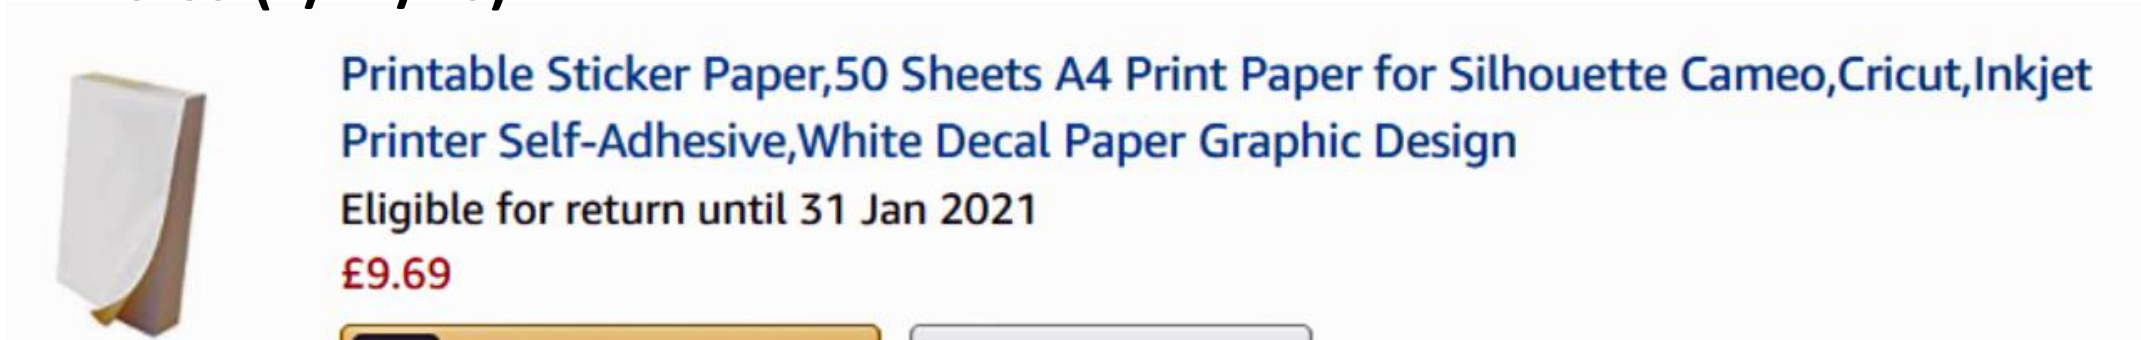 Printable Sticker Paper,50 Sheets A4 Print Paper for Silhouette Cameo,Cricut,Inkjet
Printer Self-Adhesive,White Decal Paper Graphic Design
Eligible for return until 31 Jan 2021
£9.69